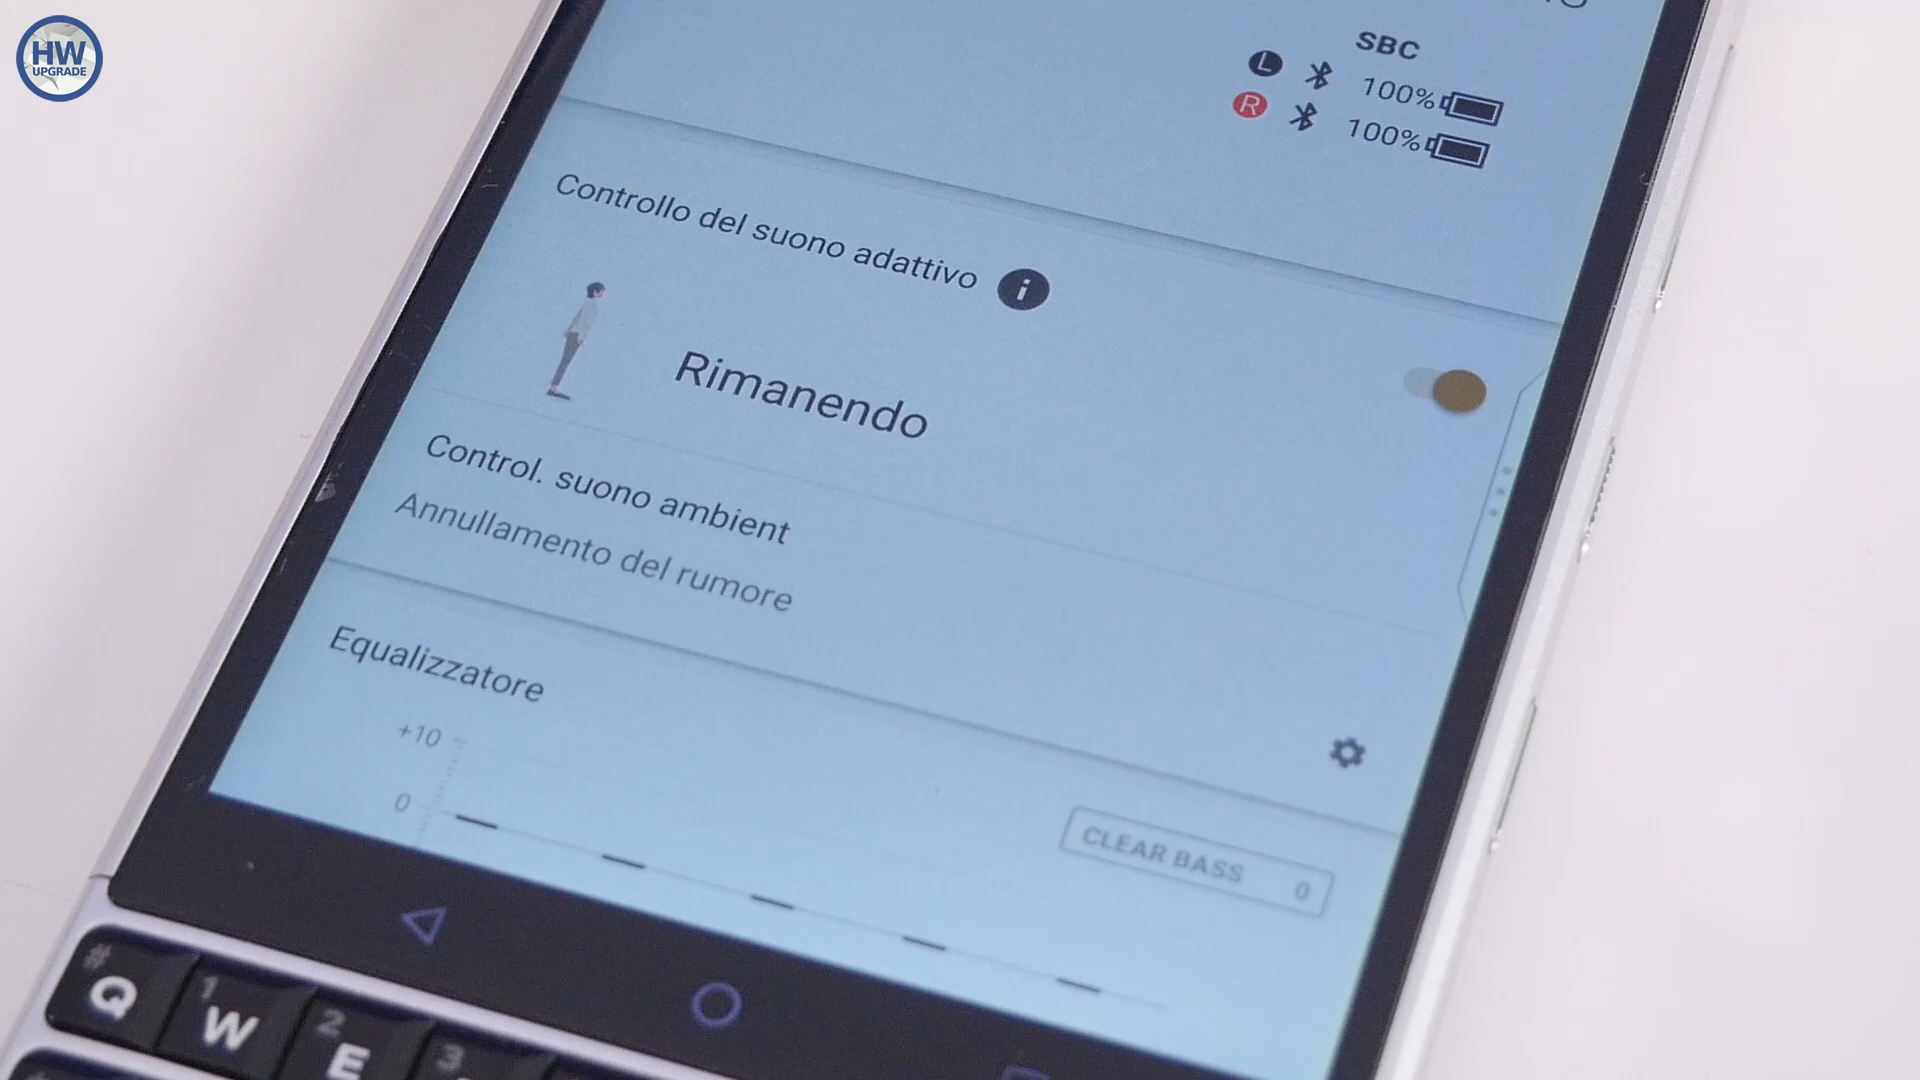 HW
UPGRADE
SBC
L 100%
R 100%
Controllo del suono adattivo i
Rimanendo
Control. suono ambient
Annullamento del rumore
Equalizzatore
+10
0
CLEAR BASS 0
# 1 2 3
Q W E